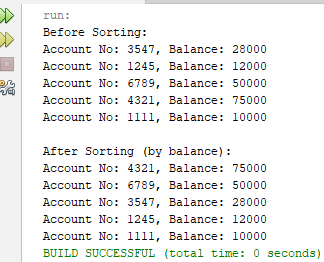 run:
Before Sorting:
Account No: 3547, Balance: 28000
Account No: 1245, Balance: 12000
Account No: 6789, Balance: 50000
Account No: 4321, Balance: 75000
Account No: 1111, Balance: 10000

After Sorting (by balance):
Account No: 4321, Balance: 75000
Account No: 6789, Balance: 50000
Account No: 3547, Balance: 28000
Account No: 1245, Balance: 12000
Account No: 1111, Balance: 10000
BUILD SUCCESSFUL (total time: 0 seconds)